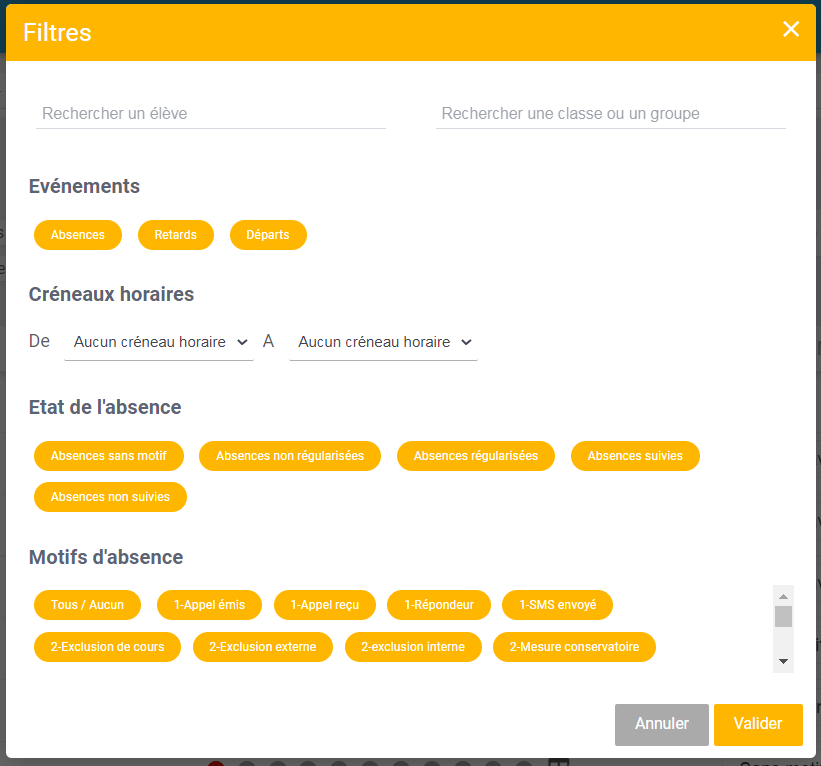 Filtres
Rechercher un élève Rechercher une classe ou un groupe
Evénements
Absences Retards Départs
Créneaux horaires
De Aucun créneau horaire A Aucun créneau horaire
Etat de l'absence
Absences sans motif Absences non régularisées Absences régularisées Absences suivies
Absences non suivies
Motifs d'absence
Tous / Aucun 1-Appel émis 1-Appel reçu 1-Répondeur 1-SMS envoyé
2-Exclusion de cours 2-Exclusion externe 2-exclusion interne 2-Mesure conservatoire
Annuler Valider